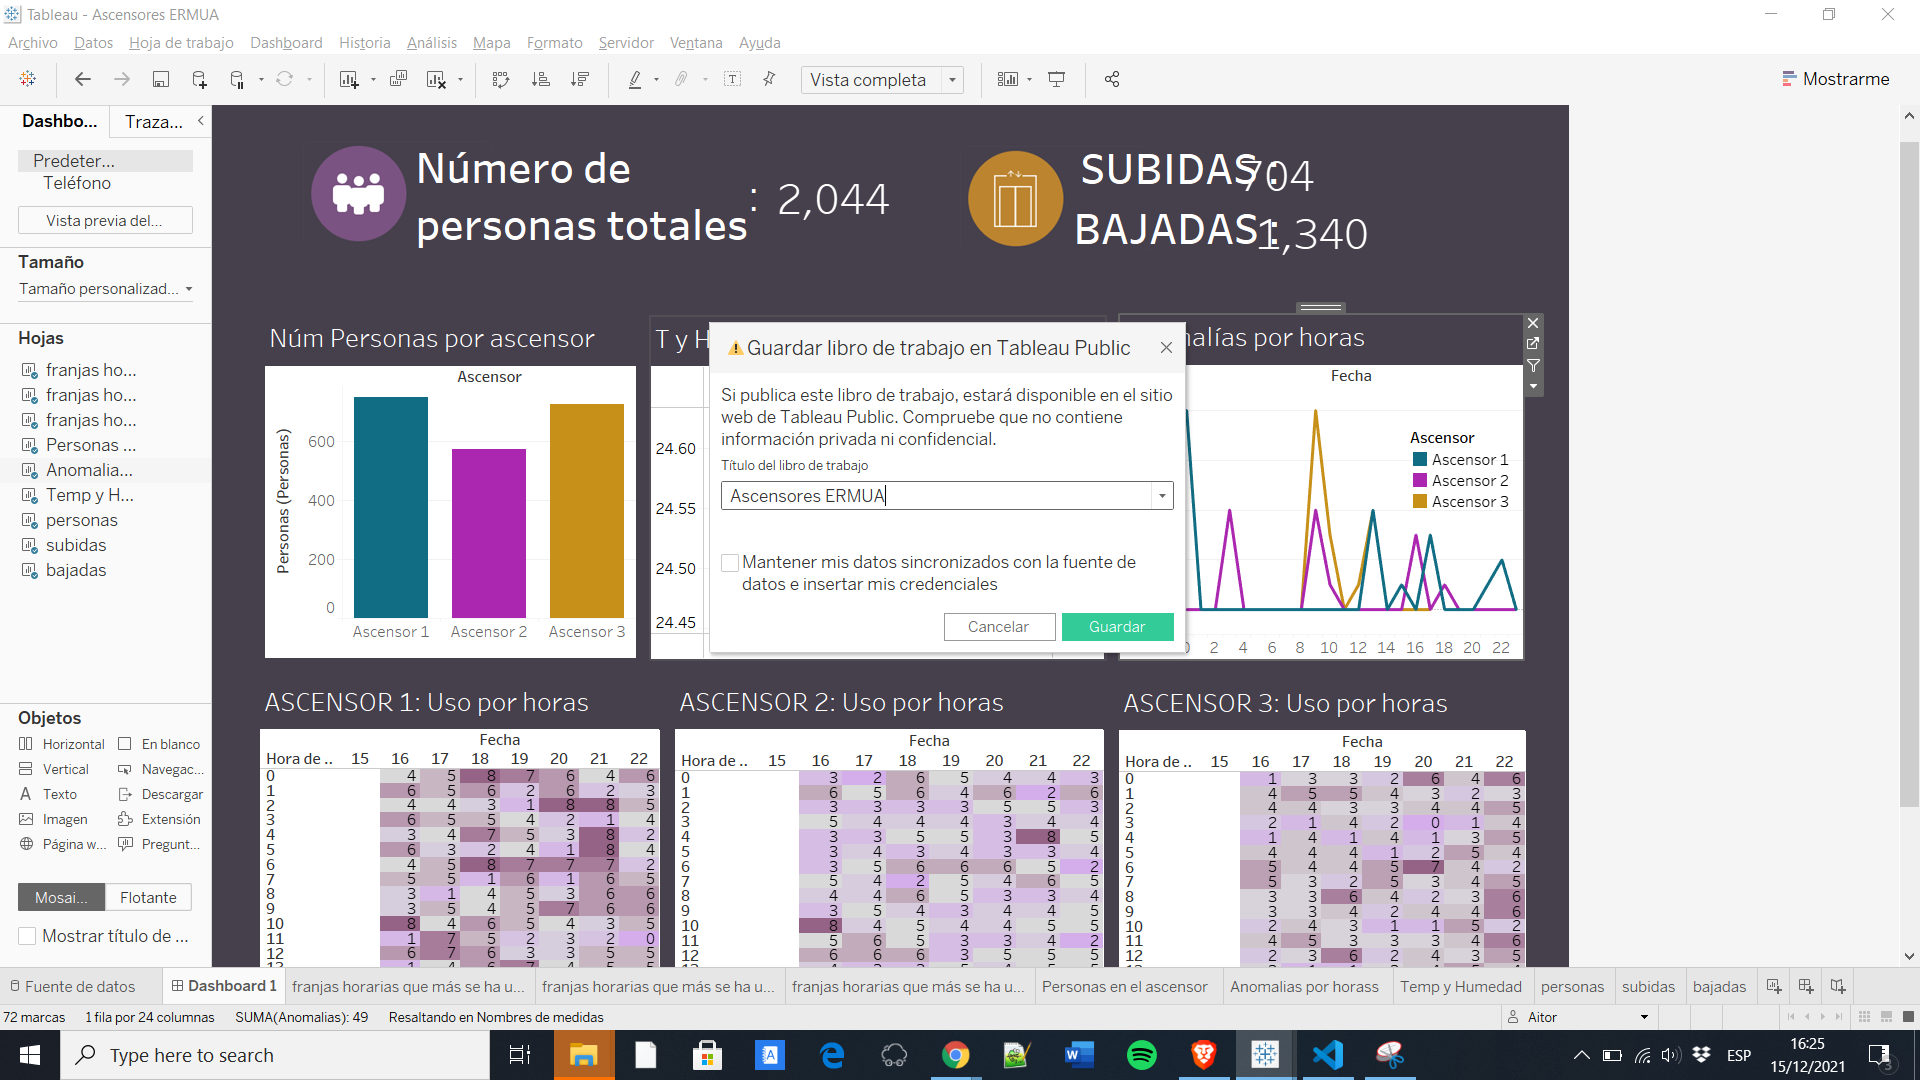 Tableau - Ascensores ERMUA
Archivo Datos Hoja de trabajo Dashboard Historia Análisis Mapa Formato Servidor Ventana Ayuda
Vista completa
Mostrarme
Dashbo... Traza...
Predeter...
Teléfono
Vista previa del...
Tamaño
Tamaño personalizad...
Hojas
franjas ho...
franjas ho...
franjas ho...
Personas ...
Anomalia...
Temp y H...
personas
subidas
bajadas
Objetos
Horizontal En blanco
Vertical Navegac...
Texto Descargar
Imagen Extensión
Página w... Pregunt...
Mosai... Flotante
Mostrar título de ...
Número de
personas totales
: 2,044
SUBIDAS : 704
BAJADAS : 1,340
Núm Personas por ascensor
Ascensor
Personas (Personas)
600
400
200
0
Ascensor 1 Ascensor 2 Ascensor 3
T y H
24.60
24.55
24.50
24.45
Guardar libro de trabajo en Tableau Public
Si publica este libro de trabajo, estará disponible en el sitio
web de Tableau Public. Compruebe que no contiene
información privada ni confidencial.
Título del libro de trabajo
Ascensores ERMUA
Mantener mis datos sincronizados con la fuente de
datos e insertar mis credenciales
Cancelar Guardar
nalías por horas
Fecha
Ascensor
Ascensor 1
Ascensor 2
Ascensor 3
0 2 4 6 8 10 12 14 16 18 20 22
ASCENSOR 1: Uso por horas
Fecha
Hora de .. 15 16 17 18 19 20 21 22
0 4 5 8 7 6 4 6
1 6 5 6 2 6 2 3
2 4 4 3 1 8 8 5
3 6 5 5 4 2 1 4
4 3 4 7 5 3 8 2
5 6 3 2 4 1 8 4
6 4 5 8 7 7 7 2
7 5 5 1 6 1 6 5
8 3 1 4 5 3 6 6
9 3 5 4 5 7 6 6
10 8 4 6 5 4 3 5
11 1 7 5 2 3 2 0
12 6 7 6 3 3 5 5
ASCENSOR 2: Uso por horas
Fecha
Hora de .. 15 16 17 18 19 20 21 22
0 3 2 6 5 4 4 3
1 6 5 6 4 6 2 6
2 3 3 3 3 5 5 3
3 5 4 4 4 3 4 4
4 3 3 5 5 3 8 5
5 3 4 3 4 3 3 4
6 3 5 6 6 6 5 2
7 5 4 2 5 4 6 5
8 4 4 6 5 3 3 4
9 3 5 4 3 4 4 5
10 8 4 5 4 4 5 5
11 5 6 5 3 3 4 2
12 6 6 6 3 5 5 5
ASCENSOR 3: Uso por horas
Fecha
Hora de .. 15 16 17 18 19 20 21 22
0 1 3 3 2 6 4 6
1 4 5 5 4 3 2 3
2 4 4 3 3 4 4 5
3 2 1 4 2 0 1 4
4 1 4 1 4 1 3 5
5 4 4 4 1 2 5 4
6 5 4 4 5 7 4 2
7 5 3 2 5 3 4 5
8 3 3 6 4 2 3 6
9 3 3 4 2 4 4 6
10 2 4 3 1 1 5 2
11 4 5 3 3 3 4 6
12 2 3 6 2 4 3 5
Fuente de datos Dashboard 1 franjas horarias que más se ha u... franjas horarias que más se ha u... franjas horarias que más se ha u... Personas en el ascensor Anomalias por horass Temp y Humedad personas subidas bajadas
72 marcas 1 fila por 24 columnas SUMA(Anomalias): 49 Resaltando en Nombres de medidas Aitor
Type here to search
ESP
16:25
15/12/2021
3